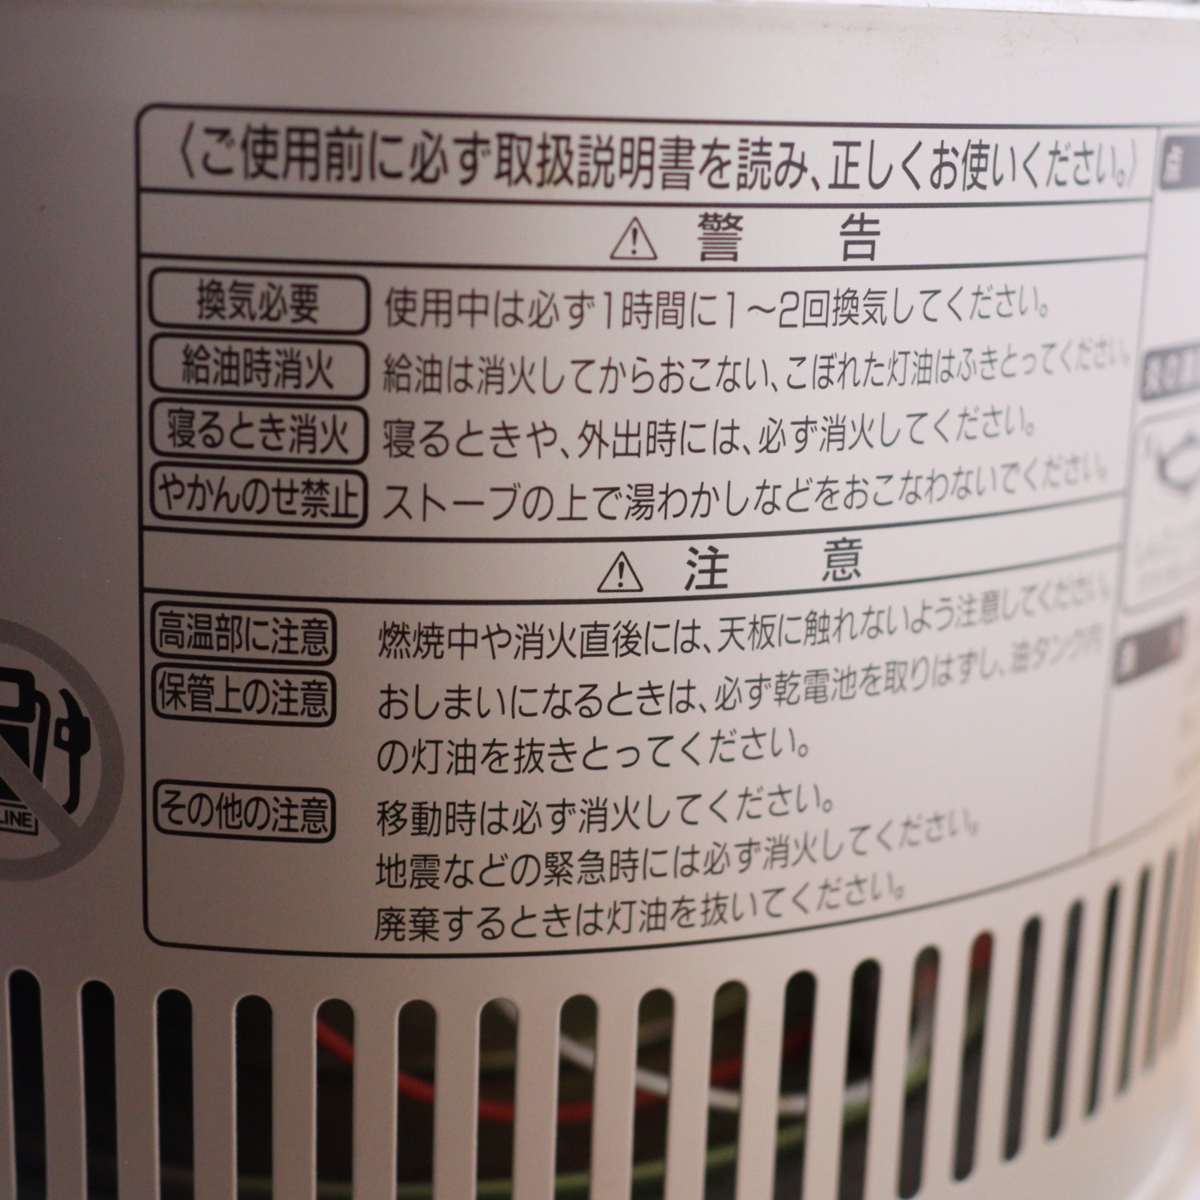 〈ご使用前に必ず取扱説明書を読み、正しくお使いください。〉
点
⚠ 警 告
換気必要 使用中は必ず1時間に1〜2回換気してください。
給油時消火 給油は消火してからおこない、こぼれた灯油はふきとってください。
寝るとき消火 寝るときや、外出時には、必ず消火してください。
やかんのせ禁止 ストーブの上で湯わかしなどをおこなわないでください。
⚠ 注 意
高温部に注意 燃焼中や消火直後には、天板に触れないよう注意してください。
保管上の注意 おしまいになるときは、必ず乾電池を取りはずし、油タンク内
の灯油を抜きとってください。
その他の注意 移動時は必ず消火してください。
地震などの緊急時には必ず消火してください。
廃棄するときは灯油を抜いてください。
LINE